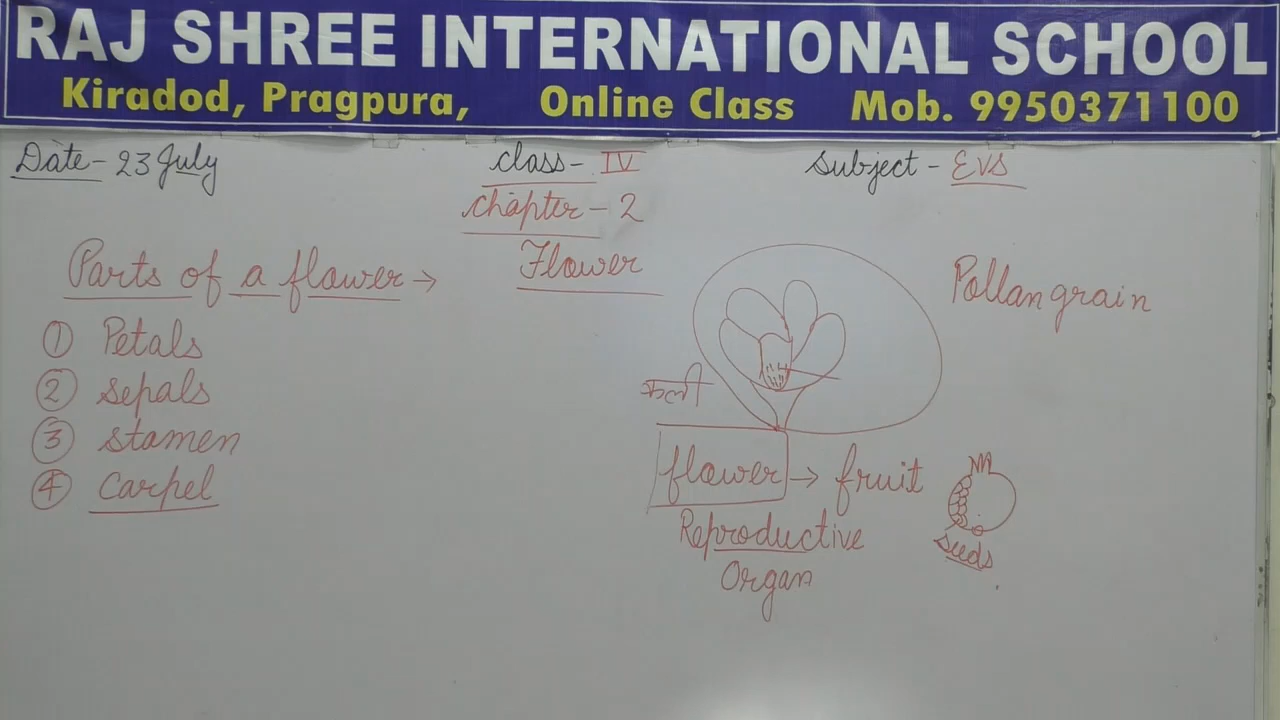 RAJ SHREE INTERNATIONAL SCHOOL
Kiradod, Pragpura, Online Class Mob. 9950371100
Date - 23 July class - IV Subject - EVS
Chapter - 2
Flower
Parts of a flower →
① Petals
② sepals
③ stamen
④ Carpel
Pollangrain
कली
flower → fruit
Reproductive
Organ
seeds